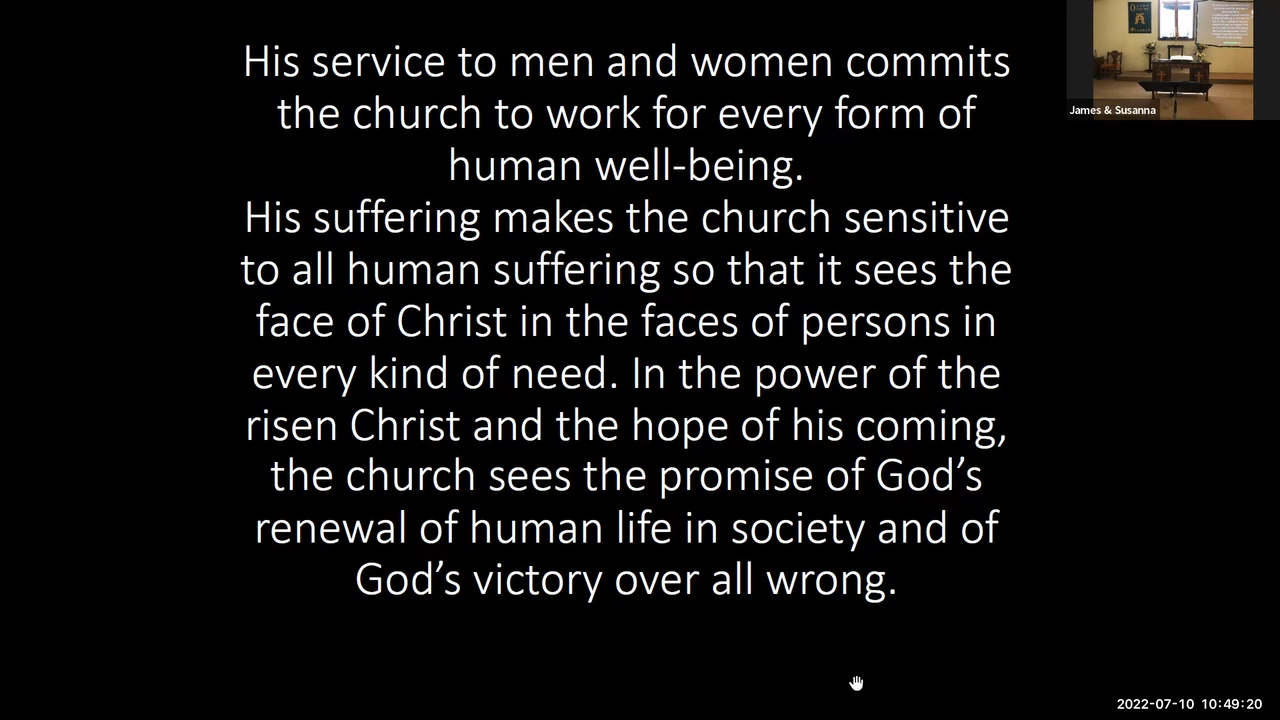 His service to men and women commits
the church to work for every form of
human well-being.
His suffering makes the church sensitive
to all human suffering so that it sees the
face of Christ in the faces of persons in
every kind of need. In the power of the
risen Christ and the hope of his coming,
the church sees the promise of God’s
renewal of human life in society and of
God’s victory over all wrong.
James & Susanna
2022-07-10 10:49:20